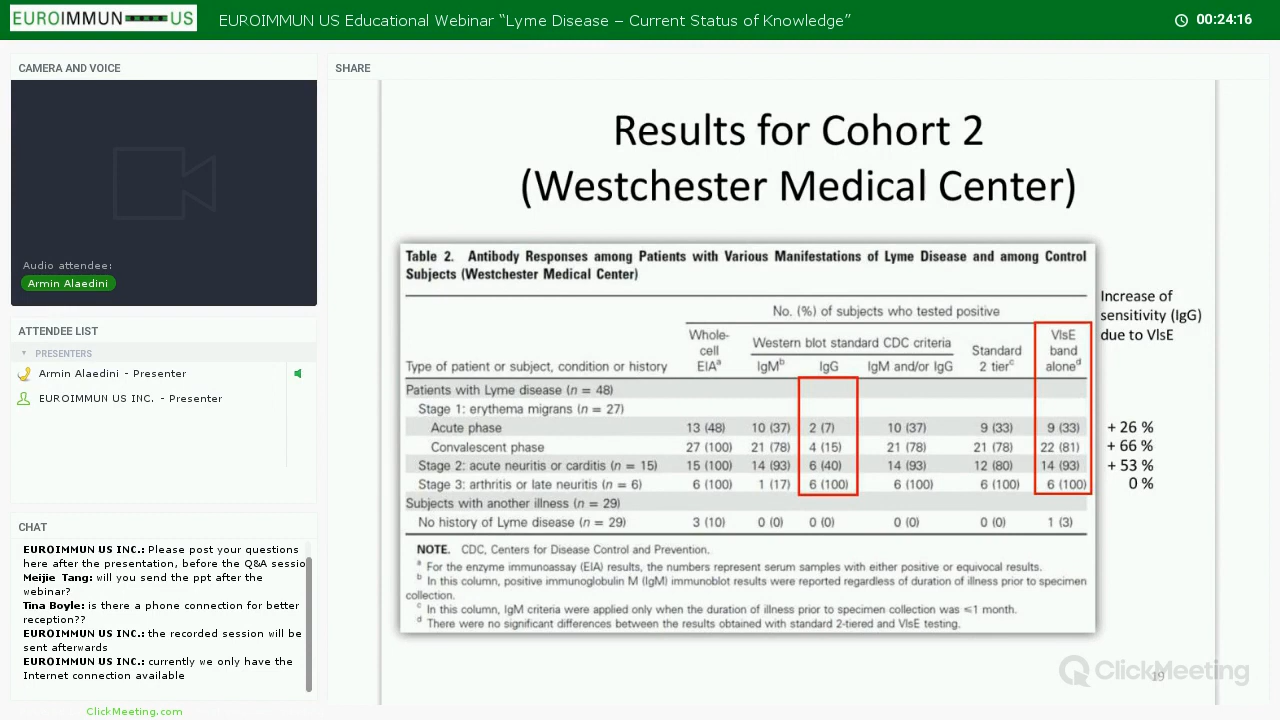 EUROIMMUN US
EUROIMMUN US Educational Webinar “Lyme Disease – Current Status of Knowledge”
00:24:16
CAMERA AND VOICE
Audio attendee:
Armin Alaedini
ATTENDEE LIST
PRESENTERS
Armin Alaedini - Presenter
EUROIMMUN US INC. - Presenter
CHAT
EUROIMMUN US INC.: Please post your questions
here after the presentation, before the Q&A sessio
Meijie Tang: will you send the ppt after the
webinar?
Tina Boyle: is there a phone connection for better
reception??
EUROIMMUN US INC.: the recorded session will be
sent afterwards
EUROIMMUN US INC.: currently we only have the
Internet connection available
ClickMeeting.com
SHARE
Results for Cohort 2
(Westchester Medical Center)
Table 2. Antibody Responses among Patients with Various Manifestations of Lyme Disease and among Control
Subjects (Westchester Medical Center)
No. (%) of subjects who tested positive
Type of patient or subject, condition or history
Whole-
cell
EIAa
Western blot standard CDC criteria
IgMb IgG IgM and/or IgG
Standard
2 tierc
VlsE
band
aloned
Patients with Lyme disease (n = 48)
Stage 1: erythema migrans (n = 27)
Acute phase 13 (48) 10 (37) 2 (7) 10 (37) 9 (33) 9 (33)
Convalescent phase 27 (100) 21 (78) 4 (15) 21 (78) 21 (78) 22 (81)
Stage 2: acute neuritis or carditis (n = 15) 15 (100) 14 (93) 6 (40) 14 (93) 12 (80) 14 (93)
Stage 3: arthritis or late neuritis (n = 6) 6 (100) 1 (17) 6 (100) 6 (100) 6 (100) 6 (100)
Subjects with another illness (n = 29)
No history of Lyme disease (n = 29) 3 (10) 0 (0) 0 (0) 0 (0) 0 (0) 1 (3)
NOTE. CDC, Centers for Disease Control and Prevention.
a For the enzyme immunoassay (EIA) results, the numbers represent serum samples with either positive or equivocal results.
b In this column, positive immunoglobulin M (IgM) immunoblot results were reported regardless of duration of illness prior to specimen
collection.
c In this column, IgM criteria were applied only when the duration of illness prior to specimen collection was ≤1 month.
d There were no significant differences between the results obtained with standard 2-tiered and VlsE testing.
Increase of
sensitivity (IgG)
due to VlsE
+ 26 %
+ 66 %
+ 53 %
0 %
19
ClickMeeting